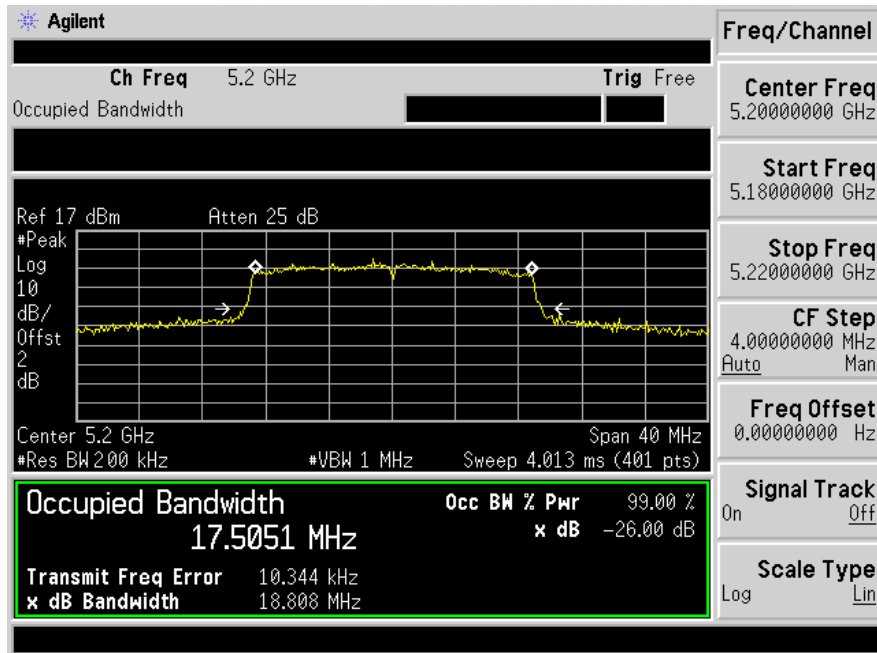 Agilent
Freq/Channel
Ch Freq 5.2 GHz Trig Free
Occupied Bandwidth
Center Freq
5.20000000 GHz
Start Freq
5.18000000 GHz
Stop Freq
5.22000000 GHz
CF Step
4.00000000 MHz
Auto Man
Freq Offset
0.00000000 Hz
Signal Track
On Off
Scale Type
Log Lin
Ref 17 dBm Atten 25 dB
#Peak
Log
10
dB/
Offst
2
dB
Center 5.2 GHz Span 40 MHz
#Res BW 200 kHz #VBW 1 MHz Sweep 4.013 ms (401 pts)
Occupied Bandwidth
17.5051 MHz
Occ BW % Pwr 99.00 %
x dB -26.00 dB
Transmit Freq Error 10.344 kHz
x dB Bandwidth 18.808 MHz